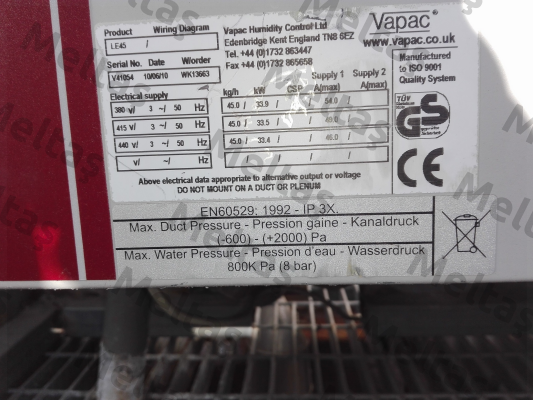 Product Wiring Diagram
LE45 /
Serial No. Date W/order
V41054 10/06/10 WK13663
Electrical supply
380 v/ 3 ~/ 50 Hz
415 v/ 3 ~/ 50 Hz
440 v/ 3 ~/ 50 Hz
v/ ~/ Hz
Vapac Humidity Control Ltd
Edenbridge Kent England TN8 6EZ
Tel. +44 (0)1732 863447
Fax +44 (0)1732 865658
Supply 1 Supply 2
kg/h kW CSP A(max) A(max)
45.0 / 33.9 / / 54.0 /
45.0 / 33.5 / /
45.0 / 33.4 / /
/ / / /
Above electrical data appropriate to alternative output or voltage
DO NOT MOUNT ON A DUCT OR PLENUM
Vapac®
www.vapac.co.uk
Manufactured
to ISO 9001
Quality System
TÜV
GS
CE
EN60529: 1992 - IP 3X.
Max. Duct Pressure - Pression gaine - Kanaldruck
(-600) - (+2000) Pa
Max. Water Pressure - Pression d'eau - Wasserdruck
800K Pa (8 bar)
Meltaş